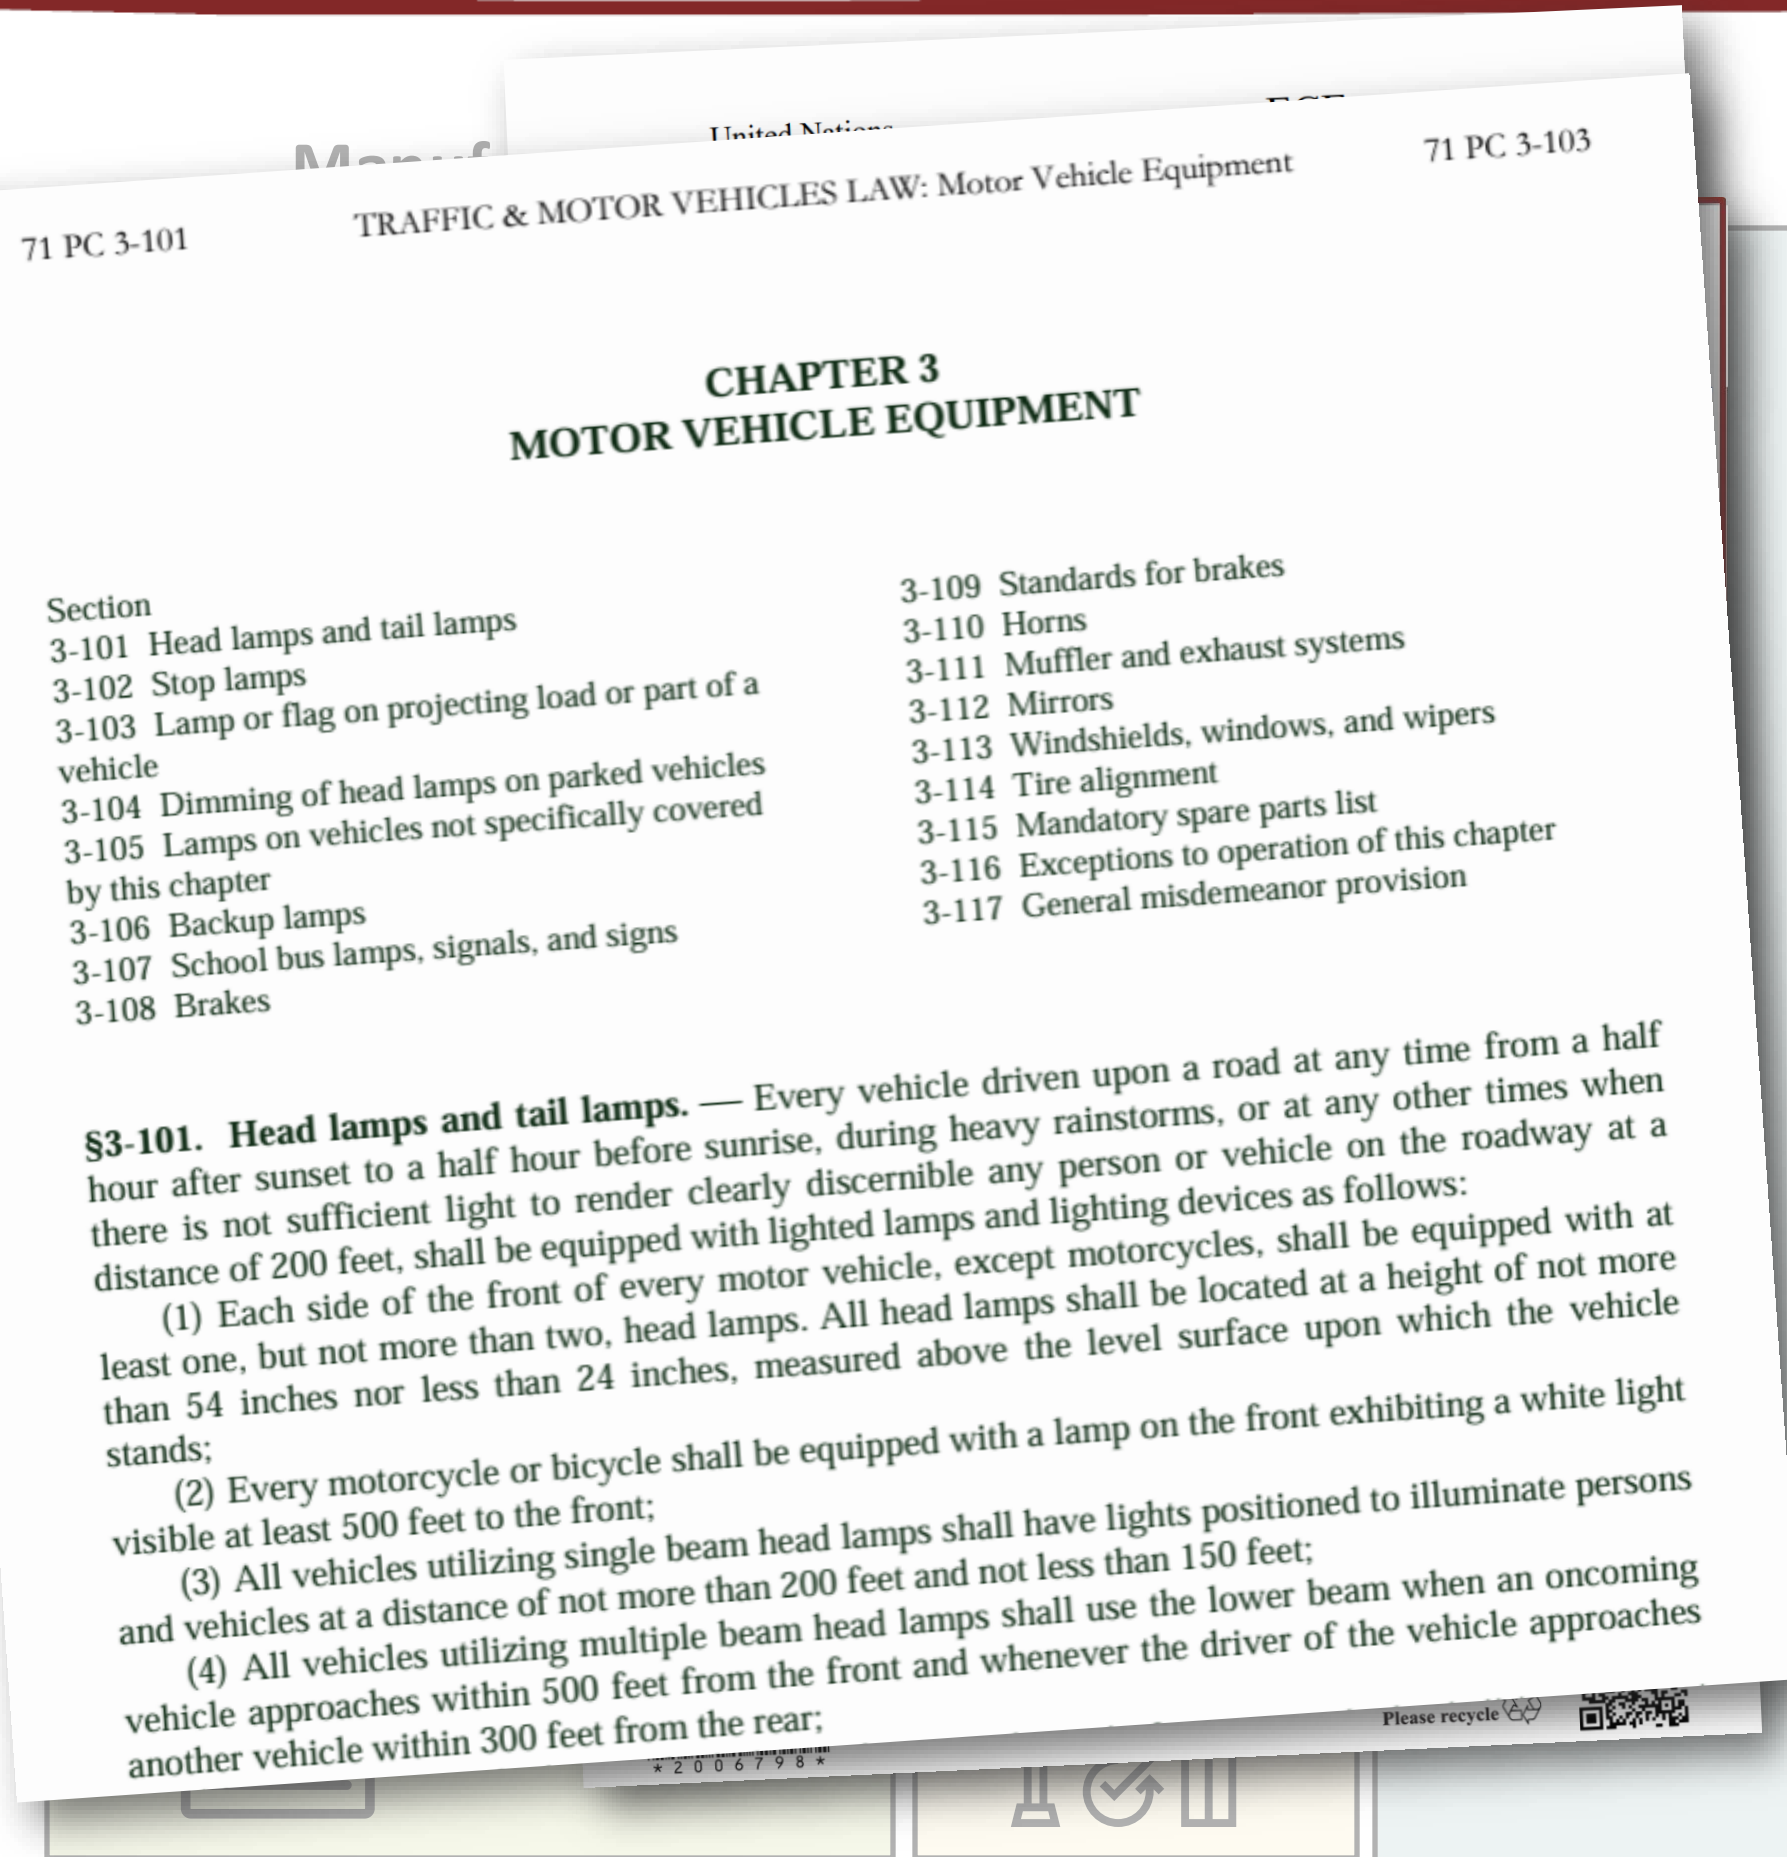 Manuf
United Nations
ECE
71 PC 3-101 TRAFFIC & MOTOR VEHICLES LAW: Motor Vehicle Equipment 71 PC 3-103
CHAPTER 3
MOTOR VEHICLE EQUIPMENT
Section
3-101 Head lamps and tail lamps
3-102 Stop lamps
3-103 Lamp or flag on projecting load or part of a
vehicle
3-104 Dimming of head lamps on parked vehicles
3-105 Lamps on vehicles not specifically covered
by this chapter
3-106 Backup lamps
3-107 School bus lamps, signals, and signs
3-108 Brakes
3-109 Standards for brakes
3-110 Horns
3-111 Muffler and exhaust systems
3-112 Mirrors
3-113 Windshields, windows, and wipers
3-114 Tire alignment
3-115 Mandatory spare parts list
3-116 Exceptions to operation of this chapter
3-117 General misdemeanor provision
§3-101. Head lamps and tail lamps. — Every vehicle driven upon a road at any time from a half
hour after sunset to a half hour before sunrise, during heavy rainstorms, or at any other times when
there is not sufficient light to render clearly discernible any person or vehicle on the roadway at a
distance of 200 feet, shall be equipped with lighted lamps and lighting devices as follows:
(1) Each side of the front of every motor vehicle, except motorcycles, shall be equipped with at
least one, but not more than two, head lamps. All head lamps shall be located at a height of not more
than 54 inches nor less than 24 inches, measured above the level surface upon which the vehicle
stands;
(2) Every motorcycle or bicycle shall be equipped with a lamp on the front exhibiting a white light
visible at least 500 feet to the front;
(3) All vehicles utilizing single beam head lamps shall have lights positioned to illuminate persons
and vehicles at a distance of not more than 200 feet and not less than 150 feet;
(4) All vehicles utilizing multiple beam head lamps shall use the lower beam when an oncoming
vehicle approaches within 500 feet from the front and whenever the driver of the vehicle approaches
another vehicle within 300 feet from the rear;
Please recycle
*2006798*